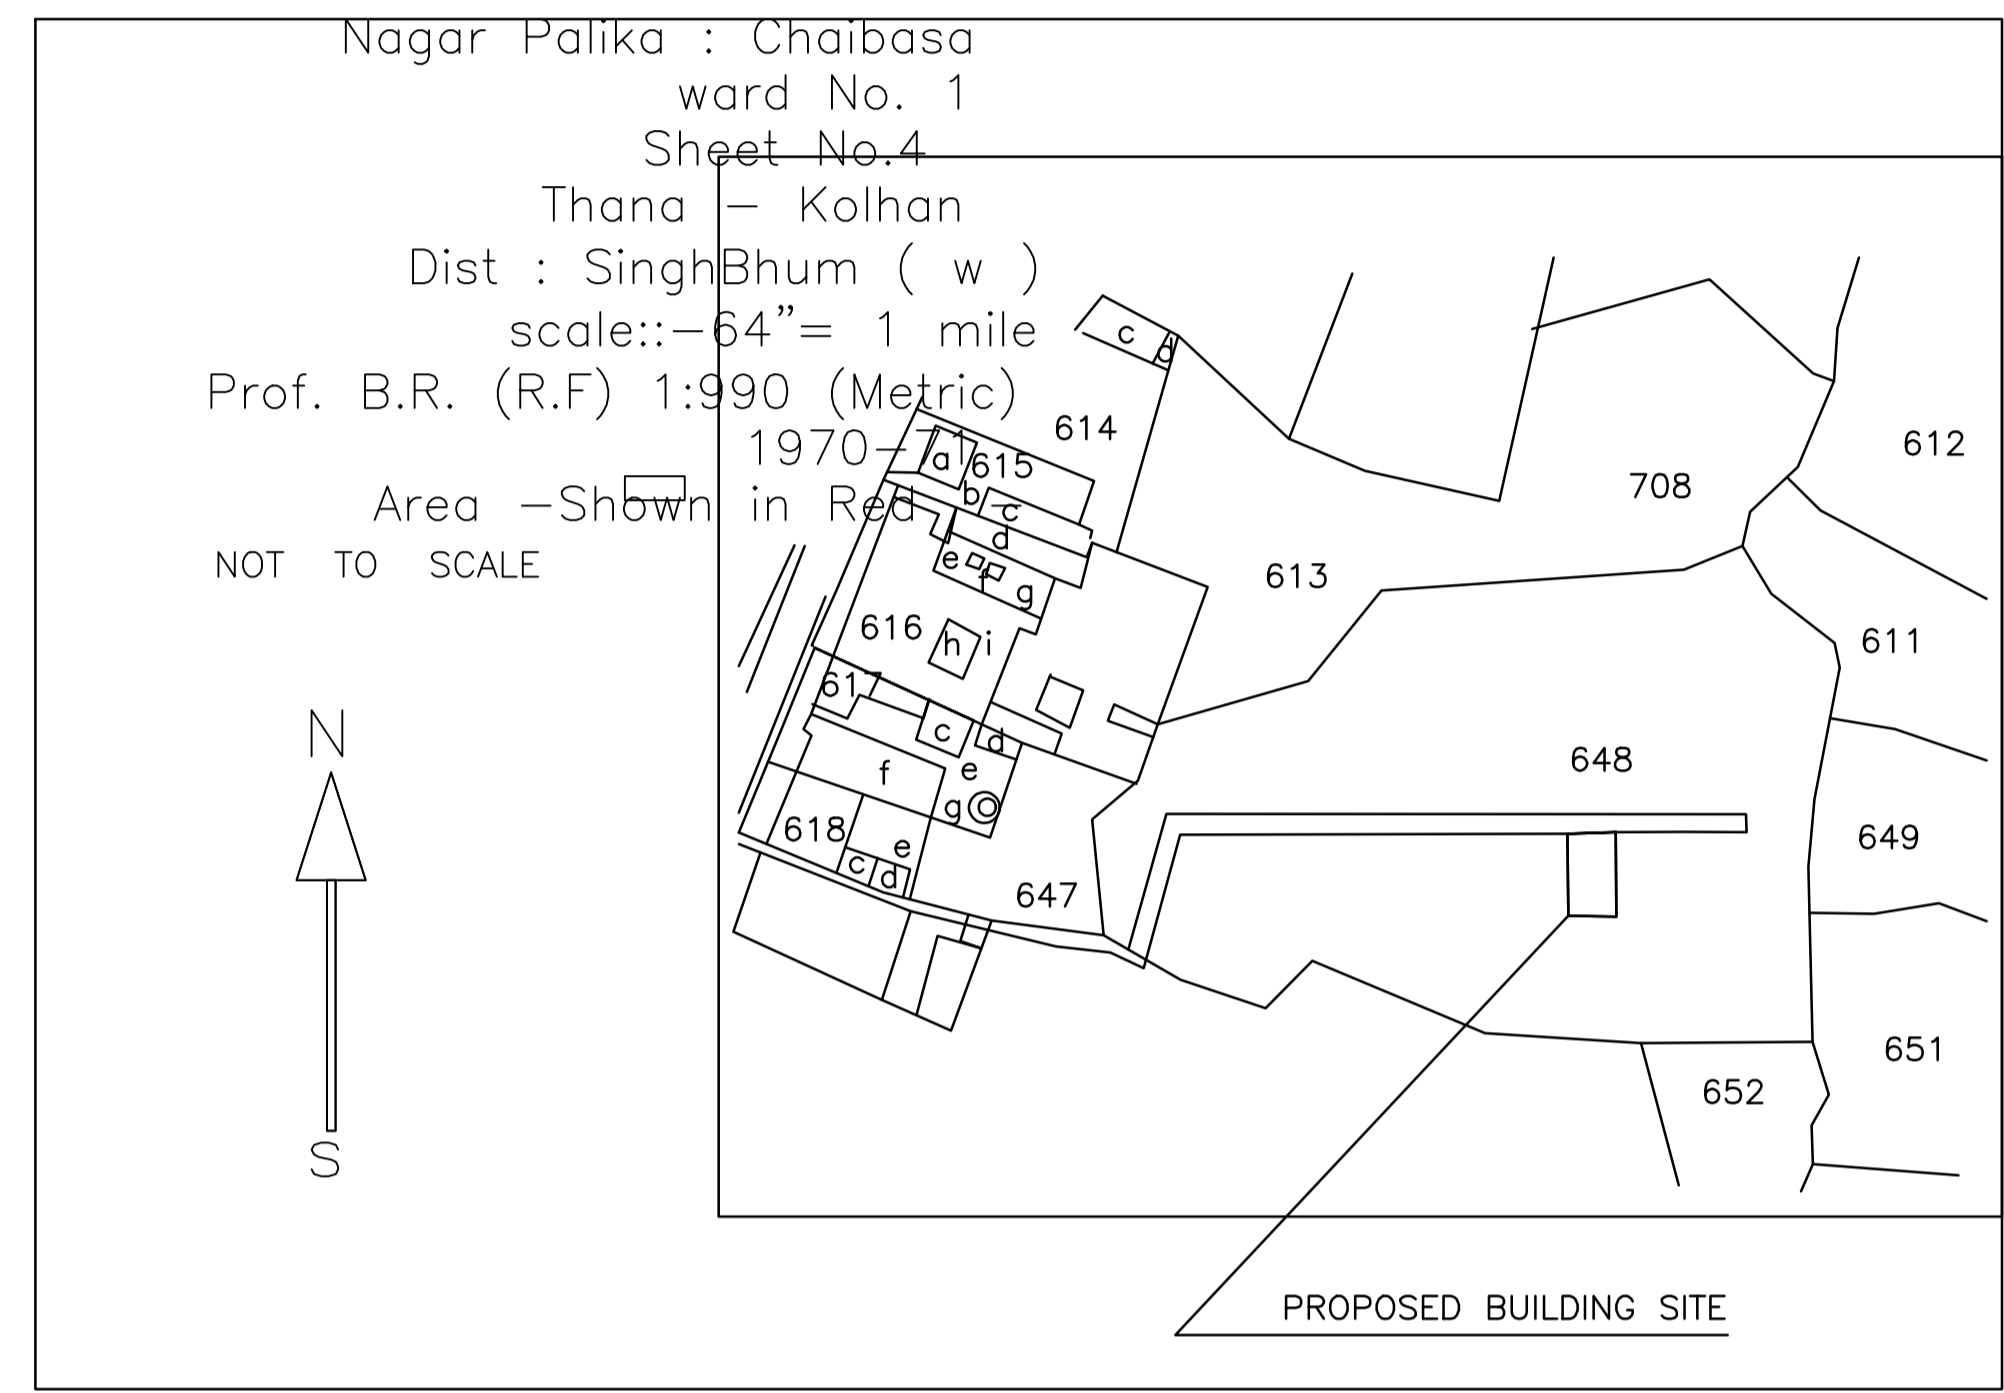 Nagar Palika : Chaibasa
ward No. 1
Sheet No.4
Thana – Kolhan
Dist : SinghBhum ( w )
scale::–64”= 1 mile
Prof. B.R. (R.F) 1:990 (Metric)
1970–71
Area –Shown in Red
NOT TO SCALE
N
S
c
d
614
612
a
615
708
b
c
d
e
f
g
613
616
h
i
611
617
c
d
f
e
648
g
618
e
649
c
d
647
651
652
PROPOSED BUILDING SITE